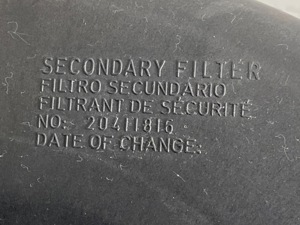 SECONDARY FILTER
FILTRO SECUNDARIO
FILTRANT DE SÉCURITÉ
NO: 20411816
DATE OF CHANGE: